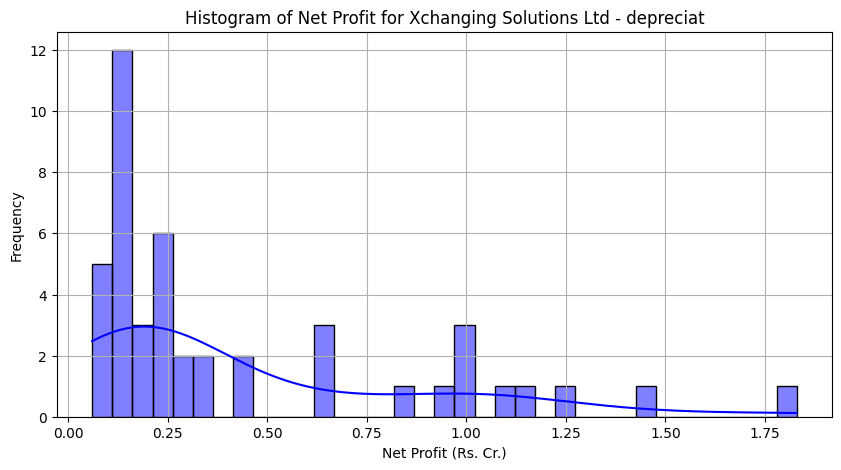 Histogram of Net Profit for Xchanging Solutions Ltd - depreciat
Frequency
12
10
8
6
4
2
0
0.00 0.25 0.50 0.75 1.00 1.25 1.50 1.75
Net Profit (Rs. Cr.)